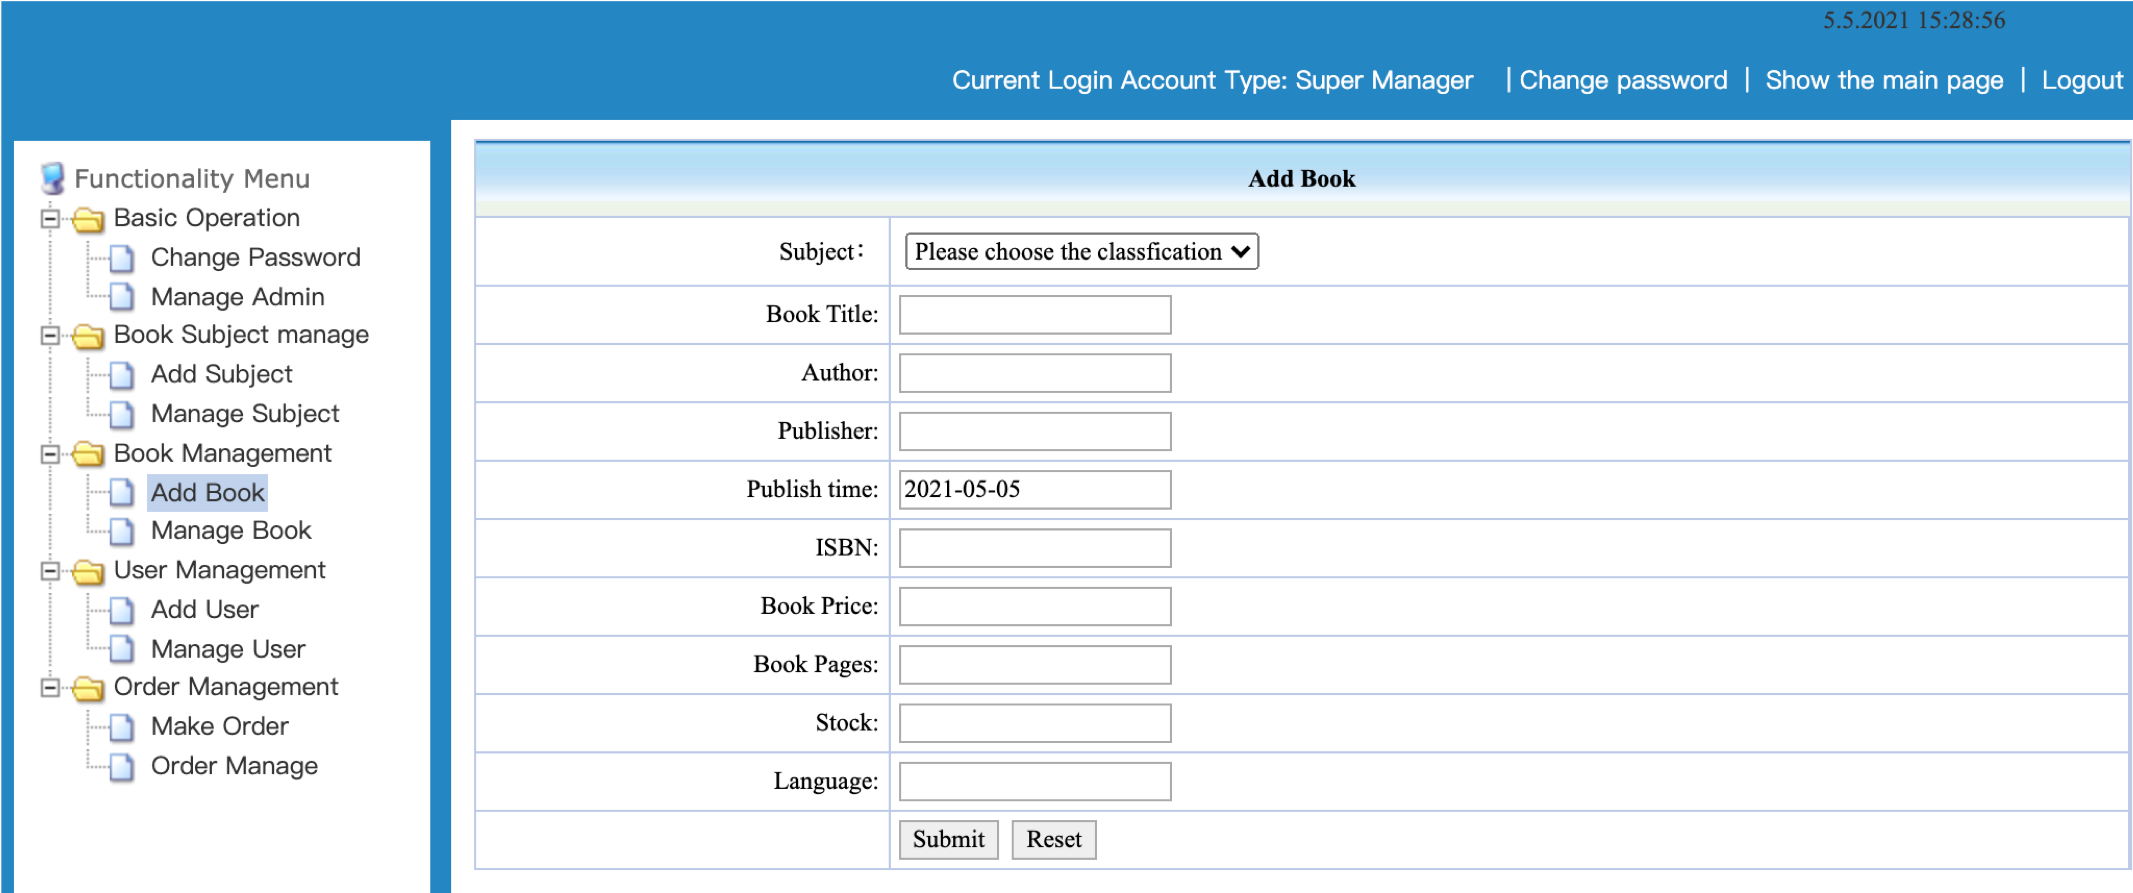 5.5.2021 15:28:56
Current Login Account Type: Super Manager | Change password | Show the main page | Logout
Functionality Menu
Basic Operation
Change Password
Manage Admin
Book Subject manage
Add Subject
Manage Subject
Book Management
Add Book
Manage Book
User Management
Add User
Manage User
Order Management
Make Order
Order Manage
Add Book
Subject: Please choose the classfication
Book Title:
Author:
Publisher:
Publish time: 2021-05-05
ISBN:
Book Price:
Book Pages:
Stock:
Language:
Submit Reset